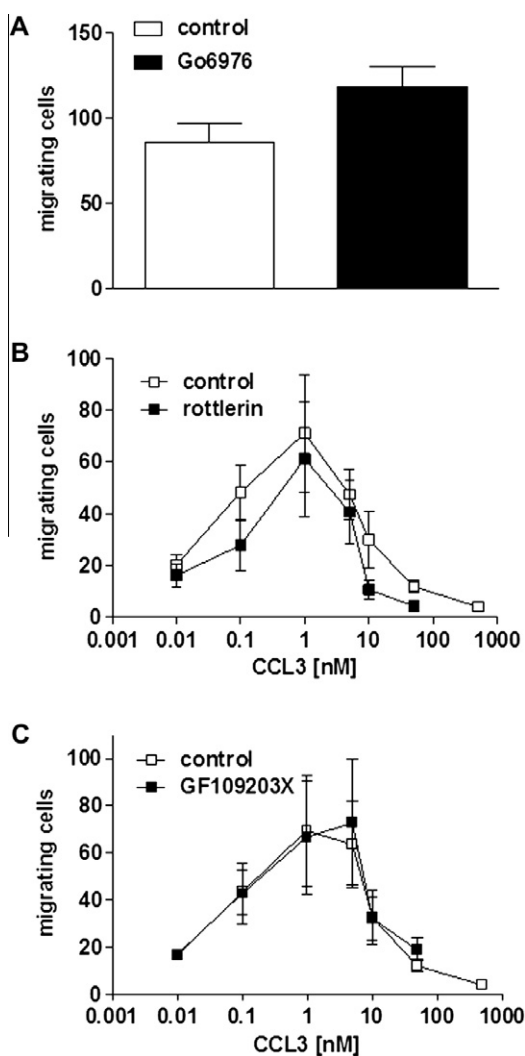 A
control
Go6976
150
100
50
0
migrating cells
B
control
rottlerin
100
80
60
40
20
0
migrating cells
0.001 0.01 0.1 1 10 100 1000
CCL3 [nM]
C
control
GF109203X
100
80
60
40
20
0
migrating cells
0.001 0.01 0.1 1 10 100 1000
CCL3 [nM]